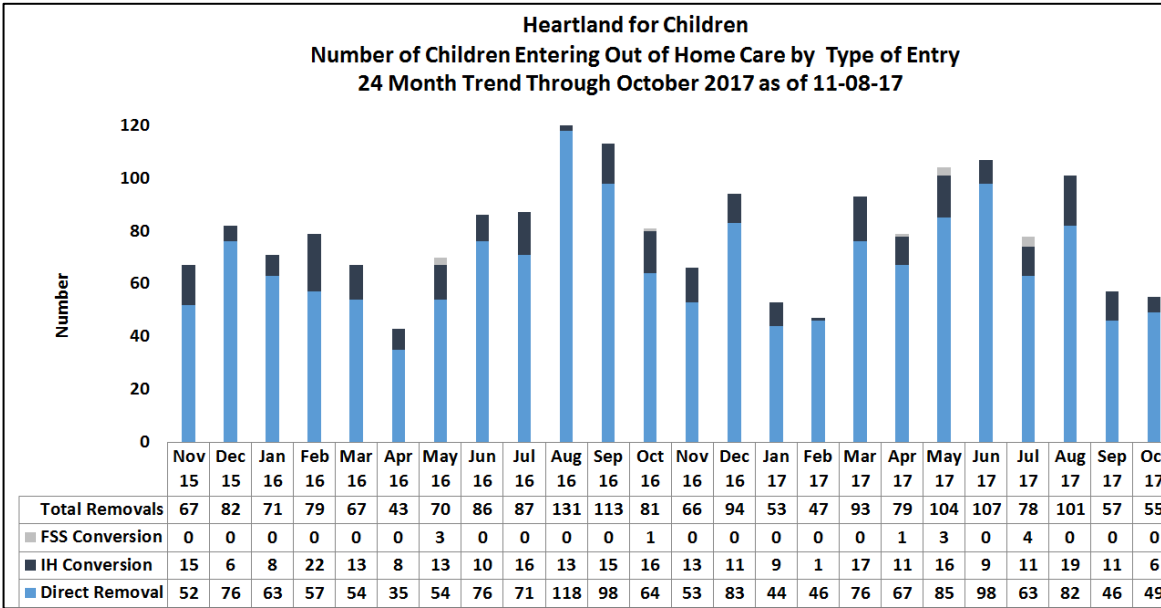 Heartland for Children
Number of Children Entering Out of Home Care by Type of Entry
24 Month Trend Through October 2017 as of 11-08-17
120
100
80
60
40
20
0
Number
Nov Dec Jan Feb Mar Apr May Jun Jul Aug Sep Oct Nov Dec Jan Feb Mar Apr May Jun Jul Aug Sep Oct
15 15 16 16 16 16 16 16 16 16 16 16 16 16 17 17 17 17 17 17 17 17 17 17
Total Removals 67 82 71 79 67 43 70 86 87 131 113 81 66 94 53 47 93 79 104 107 78 101 57 55
FSS Conversion 0 0 0 0 0 0 3 0 0 0 0 1 0 0 0 0 0 1 3 0 4 0 0 0
IH Conversion 15 6 8 22 13 8 13 10 16 13 15 16 13 11 9 1 17 11 16 9 11 19 11 6
Direct Removal 52 76 63 57 54 35 54 76 71 118 98 64 53 83 44 46 76 67 85 98 63 82 46 49